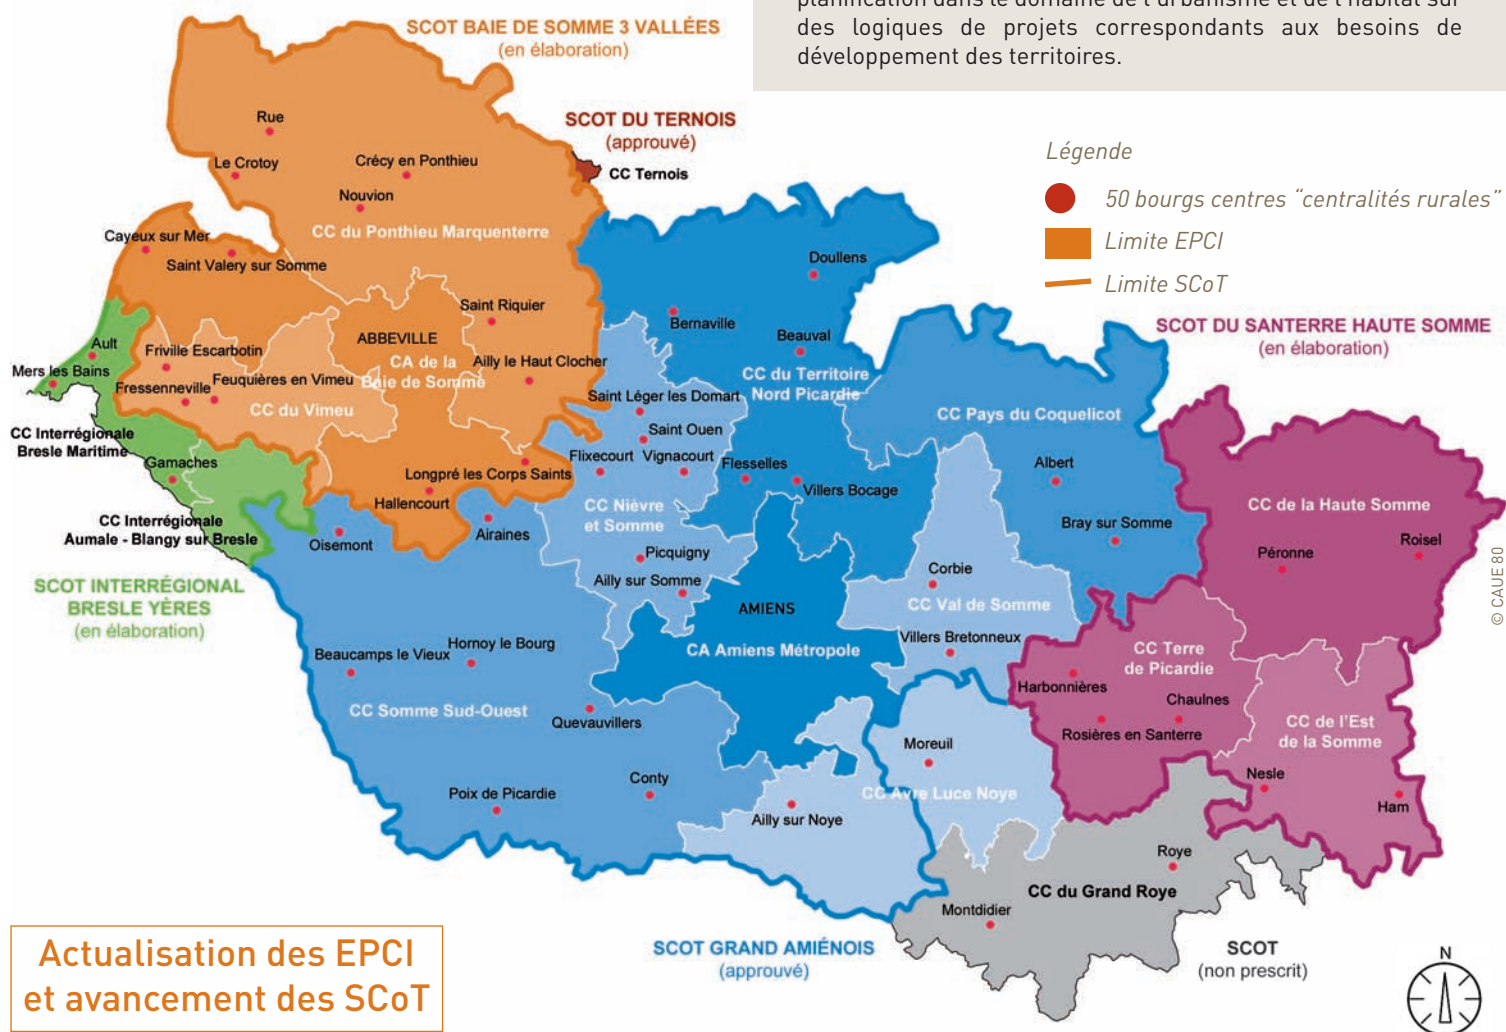 des logiques de projets correspondants aux besoins de
développement des territoires.
SCOT BAIE DE SOMME 3 VALLÉES
(en élaboration)
SCOT DU TERNOIS
(approuvé)
CC Ternois
Légende
50 bourgs centres “centralités rurales”
Limite EPCI
Limite SCoT
Rue
Le Crotoy
Crécy en Ponthieu
Nouvion
CC du Ponthieu Marquenterre
Cayeux sur Mer
Saint Valery sur Somme
Doullens
Saint Riquier
Bernaville
Beauval
SCOT DU SANTERRE HAUTE SOMME
(en élaboration)
Ault
Friville Escarbotin
ABBEVILLE
CA de la
Baie de Somme
Ailly le Haut Clocher
Mers les Bains
Fressenneville
Feuquières en Vimeu
CC du Vimeu
CC du Territoire
Nord Picardie
Saint Léger les Domart
CC Pays du Coquelicot
CC Interrégionale
Bresle Maritime
Saint Ouen
Gamaches
Longpré les Corps Saints
Flixecourt
Vignacourt
Flesselles
Albert
Villers Bocage
Hallencourt
CC Nièvre
et Somme
CC de la Haute Somme
CC Interrégionale
Aumale - Blangy sur Bresle
Oisemont
Airaines
Bray sur Somme
Péronne
Roisel
Picquigny
Ailly sur Somme
Corbie
SCOT INTERRÉGIONAL
BRESLE YÈRES
(en élaboration)
AMIENS
CC Val de Somme
© CAUE 80
Beaucamps le Vieux
Hornoy le Bourg
CA Amiens Métropole
Villers Bretonneux
CC Terre
de Picardie
Harbonnières
Chaulnes
CC Somme Sud-Ouest
Quevauvillers
Rosières en Santerre
CC de l'Est
de la Somme
Moreuil
Nesle
Ham
Poix de Picardie
Conty
CC Avre Luce Noye
Ailly sur Noye
Roye
CC du Grand Roye
Montdidier
SCOT GRAND AMIÉNOIS
(approuvé)
SCOT
(non prescrit)
N
Actualisation des EPCI
et avancement des SCoT